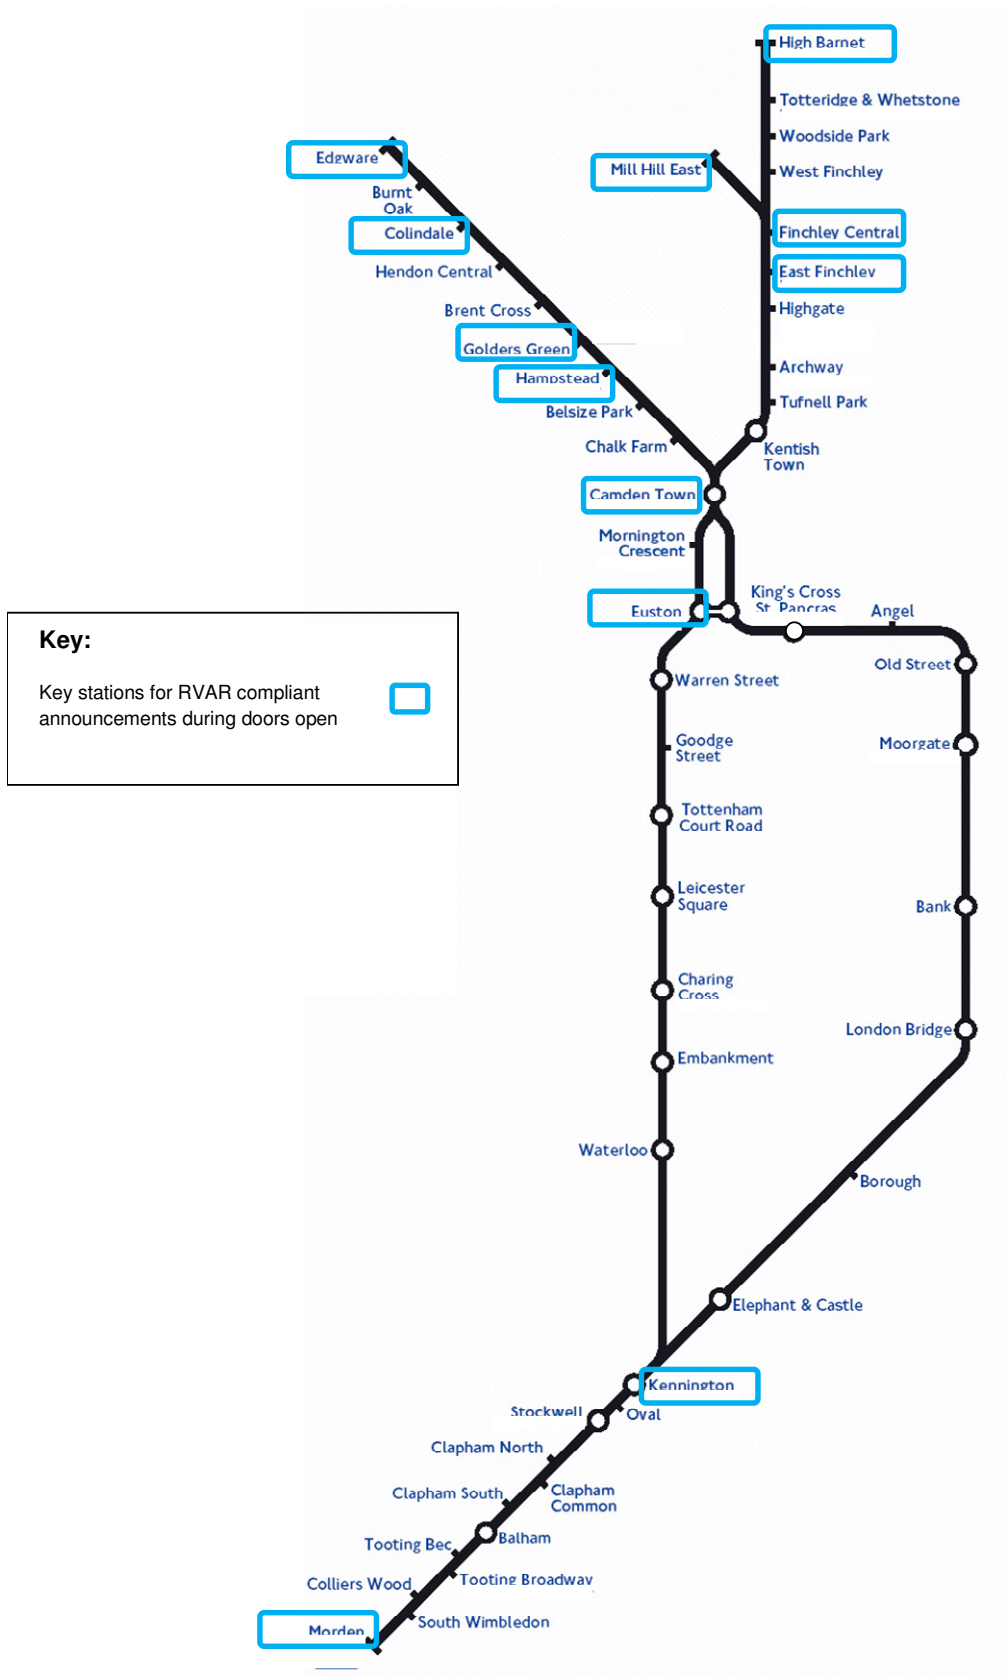 High Barnet
Totteridge & Whetstone
Woodside Park
West Finchley
Edgware
Mill Hill East
Burnt
Oak
Colindale
Finchley Central
Hendon Central
East Finchley
Brent Cross
Highgate
Golders Green
Hampstead
Archway
Belsize Park
Tufnell Park
Chalk Farm
Kentish
Town
Camden Town
Mornington
Crescent
King's Cross
St. Pancras
Euston
Angel
Key:
Key stations for RVAR compliant
announcements during doors open
Old Street
Warren Street
Goodge
Street
Moorgate
Tottenham
Court Road
Leicester
Square
Bank
Charing
Cross
London Bridge
Embankment
Waterloo
Borough
Elephant & Castle
Kennington
Stockwell
Oval
Clapham North
Clapham South
Clapham
Common
Balham
Tooting Bec
Tooting Broadway
Colliers Wood
South Wimbledon
Morden